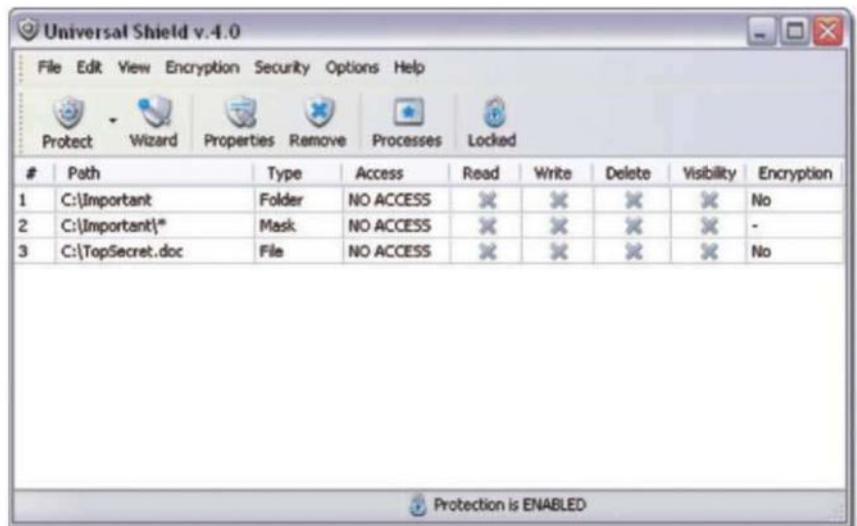 Universal Shield v.4.0
File Edit View Encryption Security Options Help
Protect Wizard Properties Remove Processes Locked
# Path Type Access Read Write Delete Visibility Encryption
1 C:\Important Folder NO ACCESS No
2 C:\Important\* Mask NO ACCESS -
3 C:\TopSecret.doc File NO ACCESS No
Protection is ENABLED